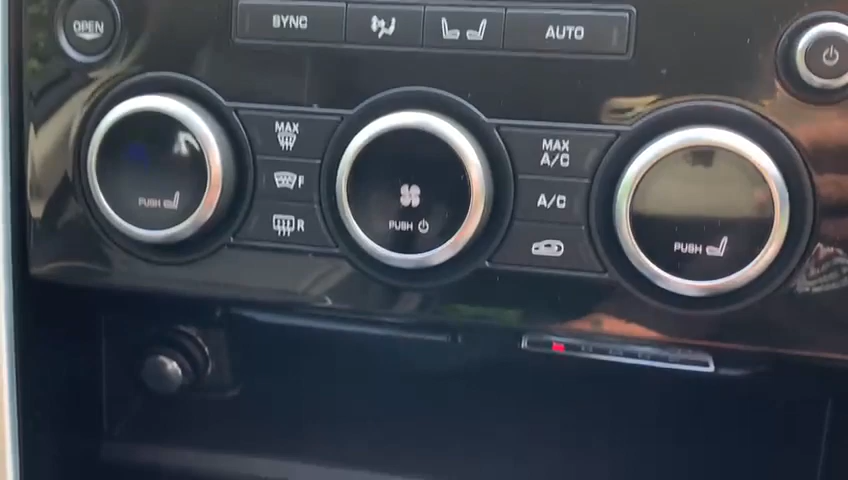 OPEN
SYNC
AUTO
MAX
F
R
PUSH
PUSH
MAX
A/C
A/C
PUSH